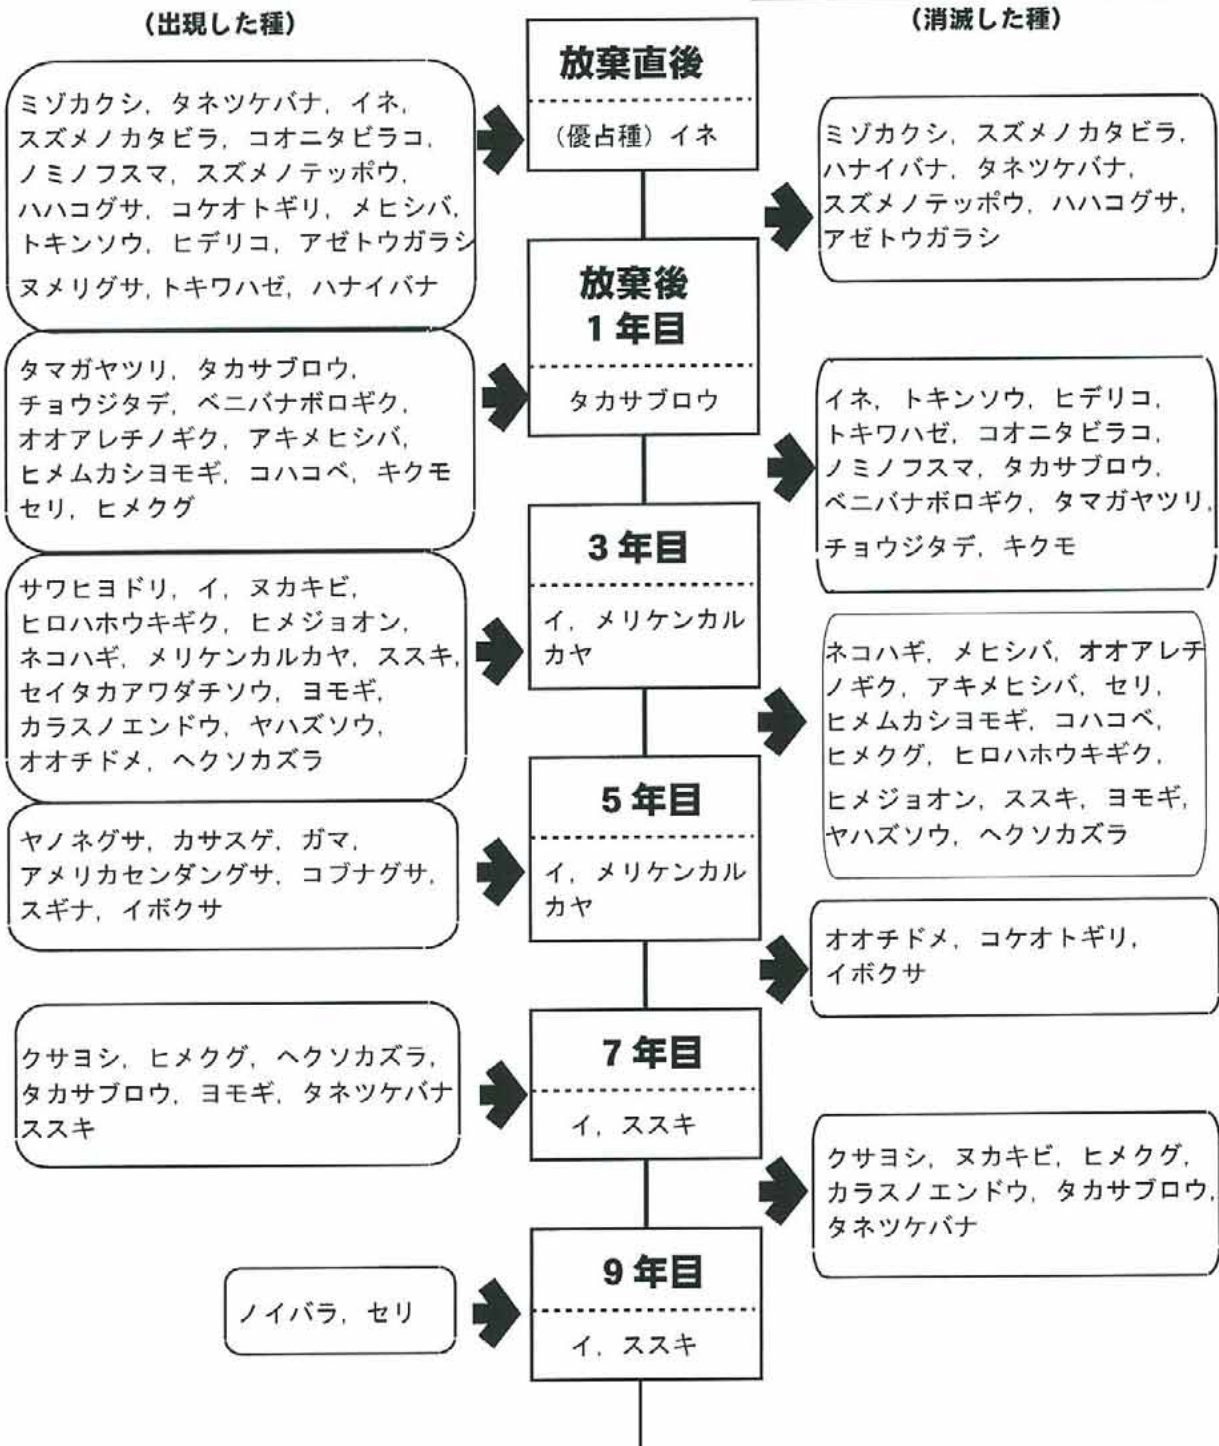 (出現した種)
(消滅した種)
放棄直後
(優占種)イネ
ミゾカクシ, タネツケバナ, イネ,
スズメノカタビラ, コオニタビラコ,
ノミノフスマ, スズメノテッポウ,
ハハコグサ, コケオトギリ, メヒシバ,
トキンソウ, ヒデリコ, アゼトウガラシ
ヌメリグサ, トキワハゼ, ハナイバナ
ミゾカクシ, スズメノカタビラ,
ハナイバナ, タネツケバナ,
スズメノテッポウ, ハハコグサ,
アゼトウガラシ
放棄後
1年目
タカサブロウ
タマガヤツリ, タカサブロウ,
チョウジタデ, ベニバナボロギク,
オオアレチノギク, アキメヒシバ,
ヒメムカシヨモギ, コハコベ, キクモ
セリ, ヒメクグ
イネ, トキンソウ, ヒデリコ,
トキワハゼ, コオニタビラコ,
ノミノフスマ, タカサブロウ,
ベニバナボロギク, タマガヤツリ,
チョウジタデ, キクモ
3年目
イ, メリケンカル
カヤ
サワヒヨドリ, イ, ヌカキビ,
ヒロハホウキギク, ヒメジョオン,
ネコハギ, メリケンカルカヤ, ススキ,
セイタカアワダチソウ, ヨモギ,
カラスノエンドウ, ヤハズソウ,
オオチドメ, ヘクソカズラ
ネコハギ, メヒシバ, オオアレチ
ノギク, アキメヒシバ, セリ,
ヒメムカシヨモギ, コハコベ,
ヒメクグ, ヒロハホウキギク,
ヒメジョオン, ススキ, ヨモギ,
ヤハズソウ, ヘクソカズラ
5年目
イ, メリケンカル
カヤ
ヤノネグサ, カサスゲ, ガマ,
アメリカセンダングサ, コブナグサ,
スギナ, イボクサ
オオチドメ, コケオトギリ,
イボクサ
7年目
イ, ススキ
クサヨシ, ヒメクグ, ヘクソカズラ,
タカサブロウ, ヨモギ, タネツケバナ
ススキ
クサヨシ, ヌカキビ, ヒメクグ,
カラスノエンドウ, タカサブロウ,
タネツケバナ
9年目
イ, ススキ
ノイバラ, セリ